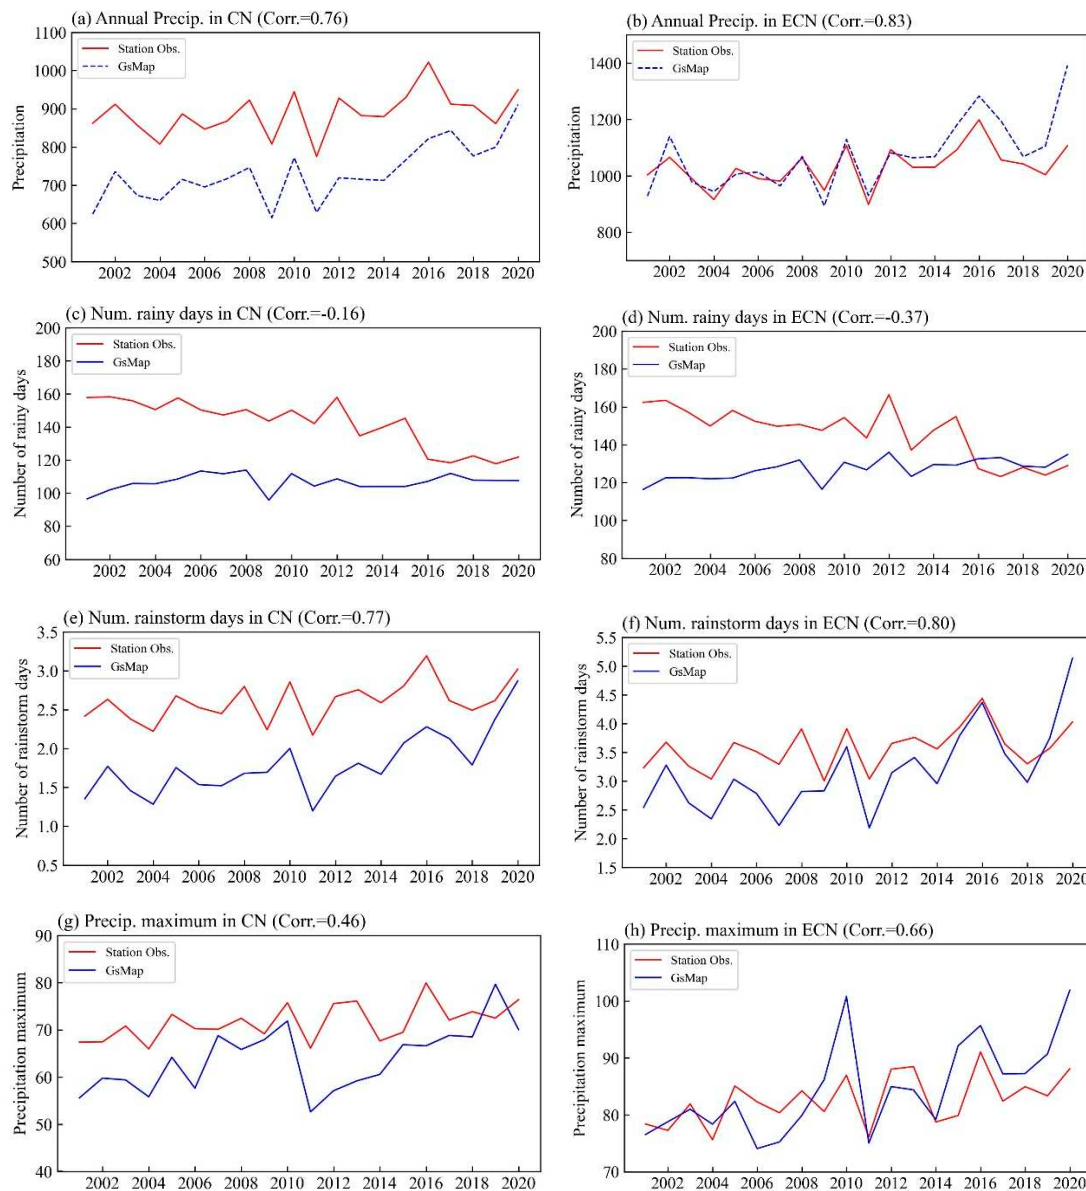 (a) Annual Precip. in CN (Corr.=0.76)
1100
1000
900
800
700
600
500
Precipitation
Station Obs.
GsMap
2002 2004 2006 2008 2010 2012 2014 2016 2018 2020
(b) Annual Precip. in ECN (Corr.=0.83)
1400
1200
1000
800
Precipitation
Station Obs.
GsMap
2002 2004 2006 2008 2010 2012 2014 2016 2018 2020
(c) Num. rainy days in CN (Corr.=-0.16)
200
180
160
140
120
100
80
60
Number of rainy days
Station Obs.
GsMap
2002 2004 2006 2008 2010 2012 2014 2016 2018 2020
(d) Num. rainy days in ECN (Corr.=-0.37)
200
180
160
140
120
100
80
Number of rainy days
Station Obs.
GsMap
2002 2004 2006 2008 2010 2012 2014 2016 2018 2020
(e) Num. rainstorm days in CN (Corr.=0.77)
3.5
3.0
2.5
2.0
1.5
1.0
0.5
Number of rainstorm days
Station Obs.
GsMap
2002 2004 2006 2008 2010 2012 2014 2016 2018 2020
(f) Num. rainstorm days in ECN (Corr.=0.80)
5.5
5.0
4.5
4.0
3.5
3.0
2.5
2.0
1.5
Number of rainstorm days
Station Obs.
GsMap
2002 2004 2006 2008 2010 2012 2014 2016 2018 2020
(g) Precip. maximum in CN (Corr.=0.46)
90
80
70
60
50
40
Precipitation maximum
Station Obs.
GsMap
2002 2004 2006 2008 2010 2012 2014 2016 2018 2020
(h) Precip. maximum in ECN (Corr.=0.66)
110
100
90
80
70
Precipitation maximum
Station Obs.
GsMap
2002 2004 2006 2008 2010 2012 2014 2016 2018 2020